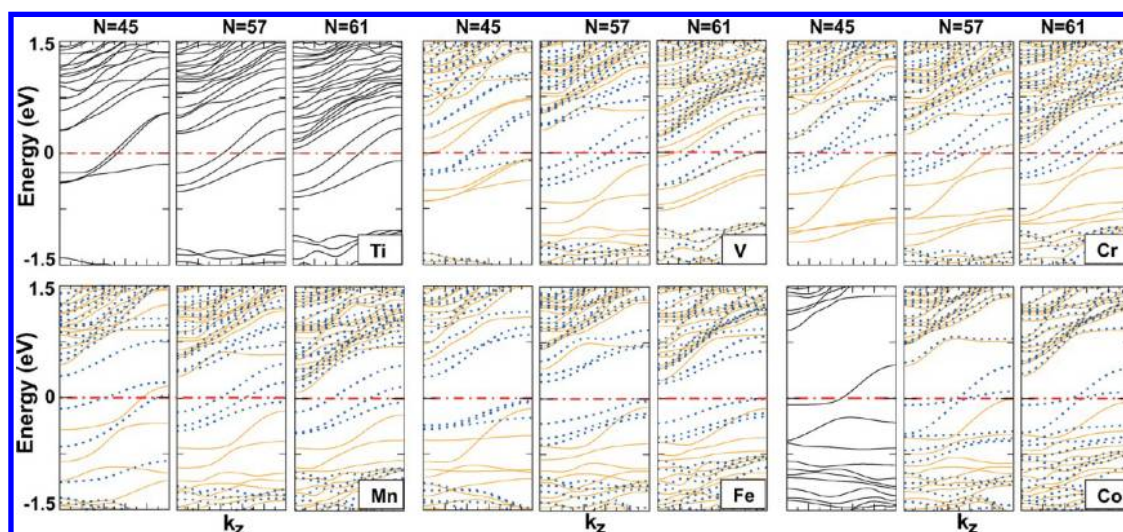 N=45 N=57 N=61 N=45 N=57 N=61 N=45 N=57 N=61
1.5
Energy (eV)
0
-1.5
Ti V Cr
1.5
Energy (eV)
0
-1.5
Mn Fe Co
kz kz kz